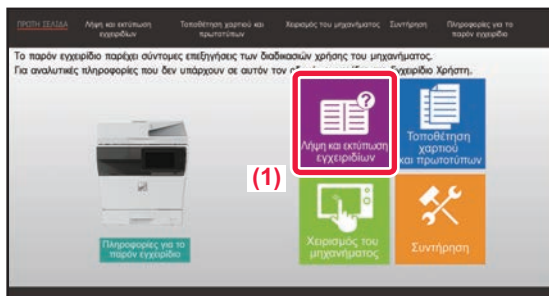 ΠΡΩΤΗ ΣΕΛΙΔΑ
Λήψη και εκτύπωση
εγχειριδίων
Τοποθέτηση χαρτιού και
πρωτοτύπων
Χειρισμός του μηχανήματος
Συντήρηση
Πληροφορίες για το
παρόν εγχειρίδιο
Το παρόν εγχειρίδιο παρέχει σύντομες επεξηγήσεις των διαδικασιών χρήσης του μηχανήματος.
Για αναλυτικές πληροφορίες που δεν υπάρχουν σε αυτόν τον Εγχειρίδιο Χρήστη.
Λήψη και εκτύπωση
εγχειριδίων
Τοποθέτηση
χαρτιού
και πρωτοτύπων
(1)
Χειρισμός του
μηχανήματος
Συντήρηση
Πληροφορίες για το
παρόν εγχειρίδιο